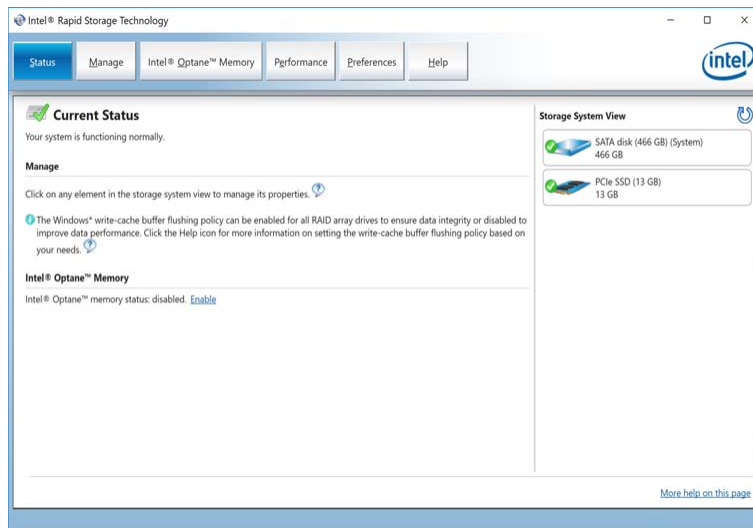 Intel® Rapid Storage Technology
Status
Manage
Intel® Optane™ Memory
Performance
Preferences
Help
intel
Current Status
Your system is functioning normally.
Manage
Click on any element in the storage system view to manage its properties.
The Windows* write-cache buffer flushing policy can be enabled for all RAID array drives to ensure data integrity or disabled to
improve data performance. Click the Help icon for more information on setting the write-cache buffer flushing policy based on
your needs.
Intel® Optane™ Memory
Intel® Optane™ memory status: disabled. Enable
Storage System View
SATA disk (466 GB) (System)
466 GB
PCIe SSD (13 GB)
13 GB
More help on this page